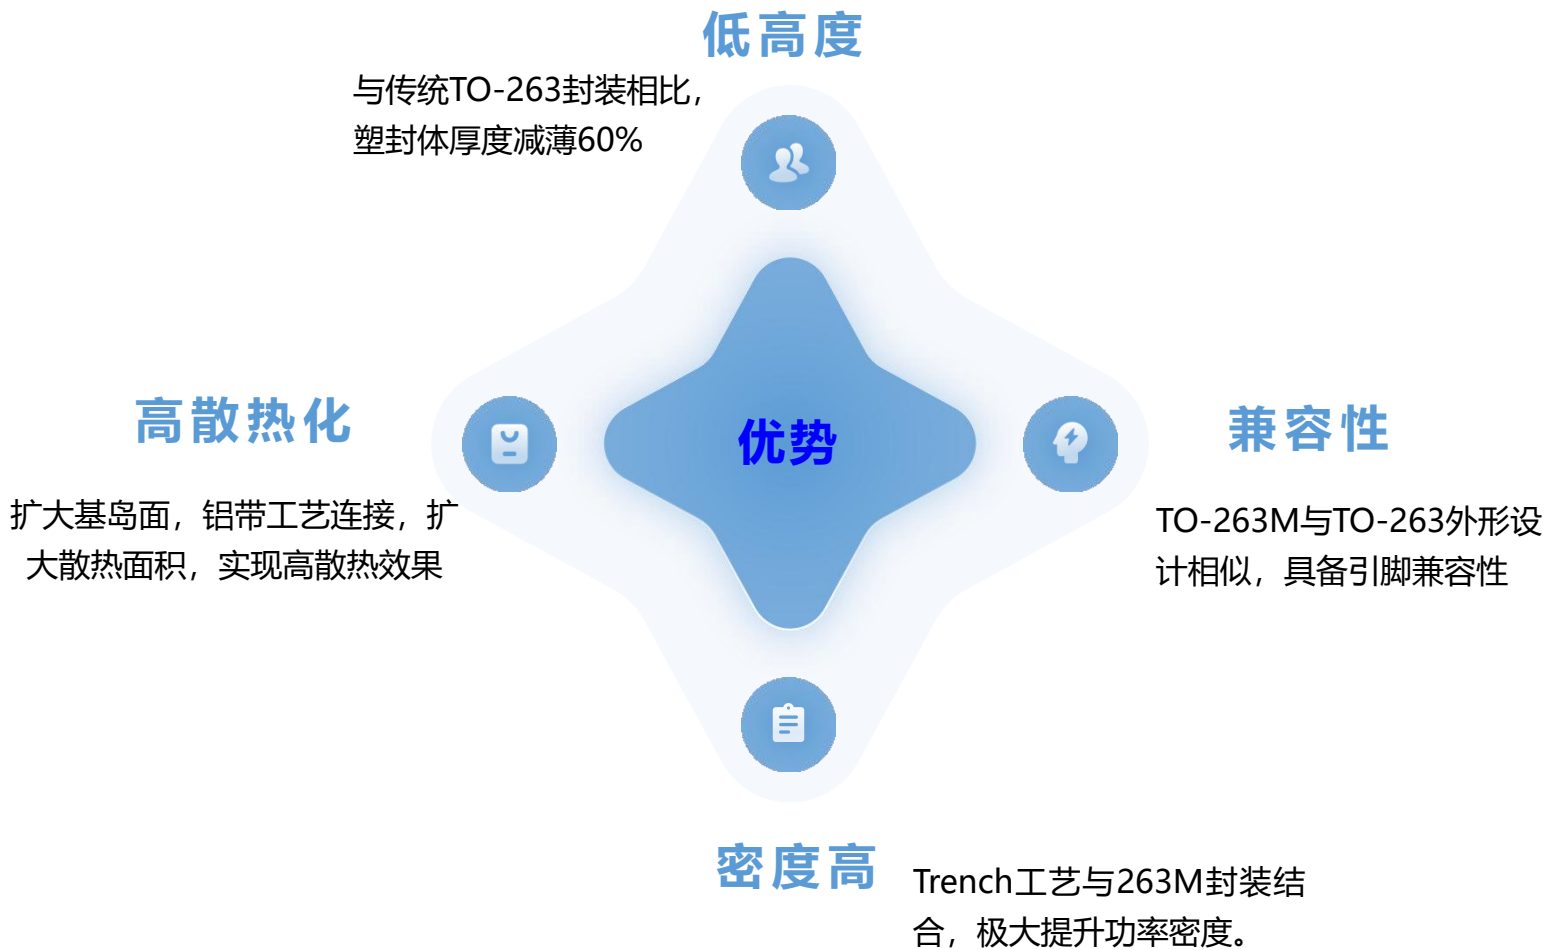 低高度
与传统TO-263封装相比，
塑封体厚度减薄60%
高散热化
扩大基岛面，铝带工艺连接，扩
大散热面积，实现高散热效果
优势
兼容性
TO-263M与TO-263外形设
计相似，具备引脚兼容性
密度高
Trench工艺与263M封装结
合，极大提升功率密度。